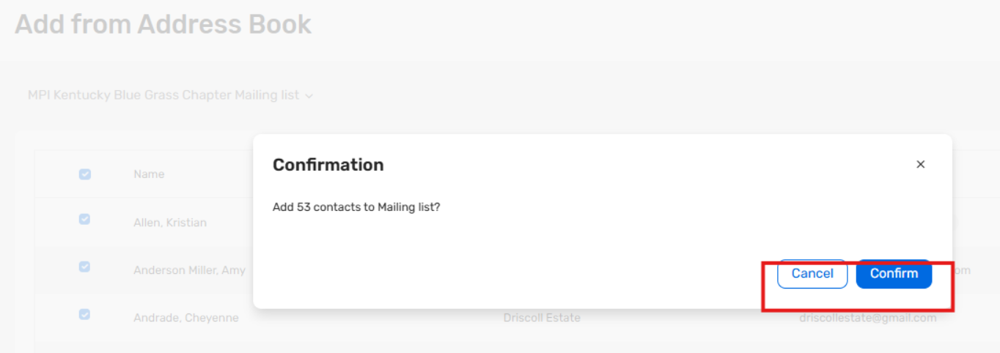 Add from Address Book
MPI Kentucky Blue Grass Chapter Mailing list
Confirmation
Add 53 contacts to Mailing list?
Cancel Confirm
Name
Allen, Kristian
Anderson Miller, Amy om
Andrade, Cheyenne Driscoll Estate driscollestate@gmail.com